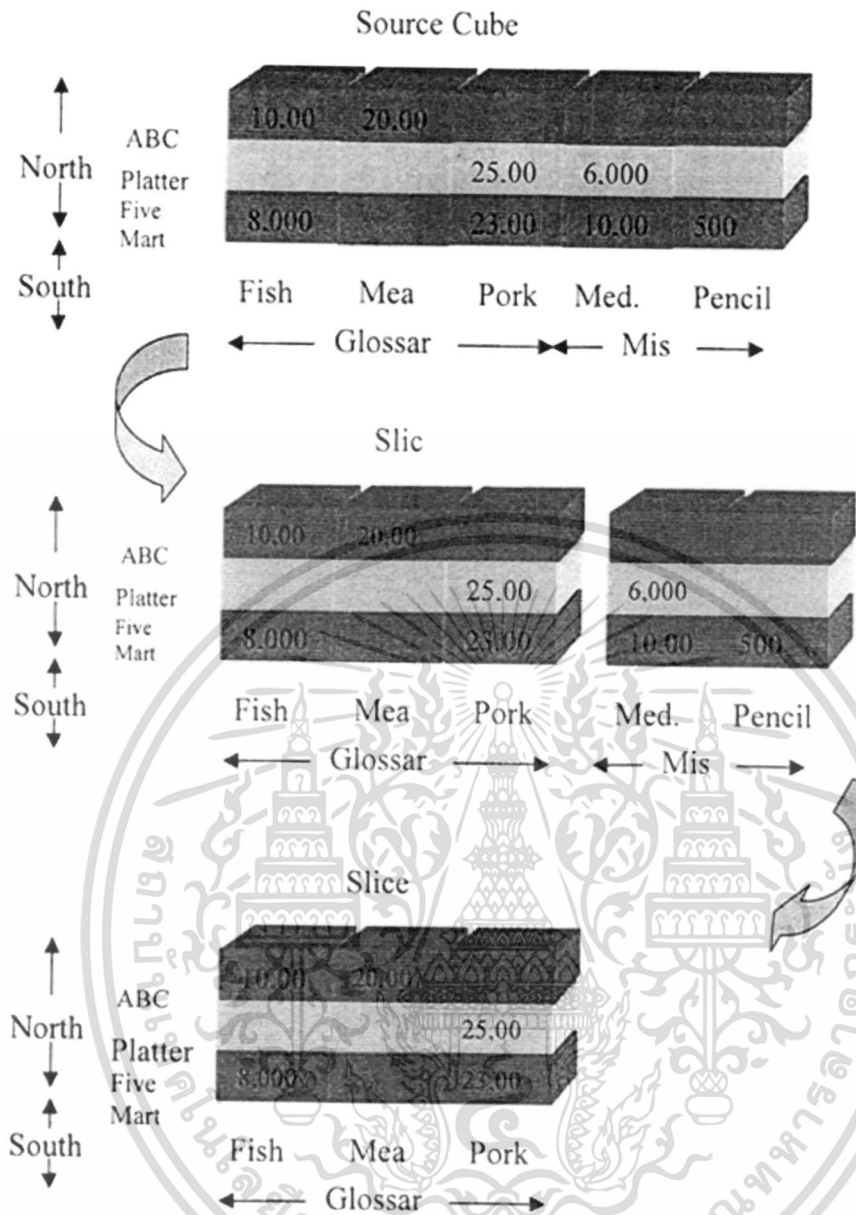 Source Cube
10.00 20.00
ABC
North
Platter
25.00 6,000
Five
Mart
8.000 23.00 10.00 500
South
Fish Mea Pork Med. Pencil
Glossar Mis
Slic
10.00 20.00
ABC
North
Platter
25.00 6,000
Five
Mart
8.000 23.00 10.00 500
South
Fish Mea Pork Med. Pencil
Glossar Mis
Slice
10.00 20.00
ABC
North
25.00
Platter
Five
8.000 23.00
Mart
South
Fish Mea Pork
Glossar